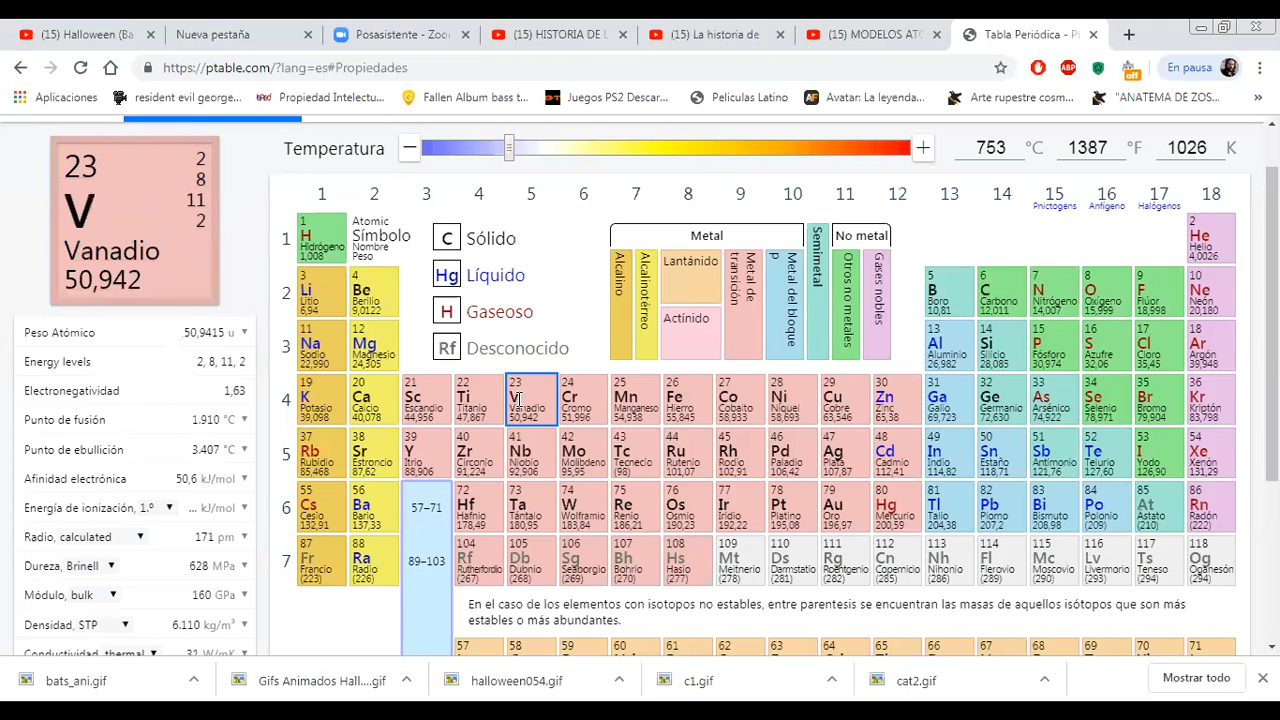 (15) Halloween (Ba
Nueva pestaña
Posasistente - Zoo
(15) HISTORIA DE L
(15) La historia de
(15) MODELOS ATÓ
Tabla Periódica - P
https://ptable.com/?lang=es#Propiedades
ABP
off
En pausa
Aplicaciones
resident evil george...
Propiedad Intelectu...
Fallen Album bass t...
Juegos PS2 Descar...
Peliculas Latino
Avatar: La leyenda...
Arte rupestre cosm...
"ANATEMA DE ZOS...
»
23
2
8
11
2
V
Vanadio
50,942
Temperatura
−
+
753 °C
1387 °F
1026 K
1 2 3 4 5 6 7 8 9 10 11 12 13 14 15 16 17 18
Pnictogens Anfígeno Halógenos
Atomic
Símbolo
Nombre
Peso
C Sólido
Hg Líquido
H Gaseoso
Rf Desconocido
Metal
Alcalino
Alcalinotérreo
Lantánido
Actínido
Metal de transición
Metal del bloque p
Semimetal
No metal
Otros no metales
Gases nobles
1
1 H Hidrógeno 1,008
2 He Helio 4,0026
2
3 Li Litio 6,94
4 Be Berilio 9,0122
5 B Boro 10,81
6 C Carbono 12,011
7 N Nitrógeno 14,007
8 O Oxígeno 15,999
9 F Flúor 18,998
10 Ne Neón 20,180
3
11 Na Sodio 22,990
12 Mg Magnesio 24,305
13 Al Aluminio 26,982
14 Si Silicio 28,085
15 P Fósforo 30,974
16 S Azufre 32,06
17 Cl Cloro 35,45
18 Ar Argón 39,948
4
19 K Potasio 39,098
20 Ca Calcio 40,078
21 Sc Escandio 44,956
22 Ti Titanio 47,867
23 V Vanadio 50,942
24 Cr Cromo 51,996
25 Mn Manganeso 54,938
26 Fe Hierro 55,845
27 Co Cobalto 58,933
28 Ni Níquel 58,693
29 Cu Cobre 63,546
30 Zn Zinc 65,38
31 Ga Galio 69,723
32 Ge Germanio 72,630
33 As Arsénico 74,922
34 Se Selenio 78,971
35 Br Bromo 79,904
36 Kr Kriptón 83,798
5
37 Rb Rubidio 85,468
38 Sr Estroncio 87,62
39 Y Itrio 88,906
40 Zr Circonio 91,224
41 Nb Niobio 92,906
42 Mo Molibdeno 95,95
43 Tc Tecnecio (98)
44 Ru Rutenio 101,07
45 Rh Rodio 102,91
46 Pd Paladio 106,42
47 Ag Plata 107,87
48 Cd Cadmio 112,41
49 In Indio 114,82
50 Sn Estaño 118,71
51 Sb Antimonio 121,76
52 Te Telurio 127,60
53 I Yodo 126,90
54 Xe Xenón 131,29
6
55 Cs Cesio 132,91
56 Ba Bario 137,33
57–71
72 Hf Hafnio 178,49
73 Ta Tantalio 180,95
74 W Wolframio 183,84
75 Re Renio 186,21
76 Os Osmio 190,23
77 Ir Iridio 192,22
78 Pt Platino 195,08
79 Au Oro 196,97
80 Hg Mercurio 200,59
81 Tl Talio 204,38
82 Pb Plomo 207,2
83 Bi Bismuto 208,98
84 Po Polonio (209)
85 At Astato (210)
86 Rn Radón (222)
7
87 Fr Francio (223)
88 Ra Radio (226)
89–103
104 Rf Rutherfordio (267)
105 Db Dubnio (268)
106 Sg Seaborgio (269)
107 Bh Bohrio (270)
108 Hs Hasio (277)
109 Mt Meitnerio (278)
110 Ds Darmstatio (281)
111 Rg Roentgenio (282)
112 Cn Copernicio (285)
113 Nh Nihonio (286)
114 Fl Flerovio (289)
115 Mc Moscovio (290)
116 Lv Livermorio (293)
117 Ts Teneso (294)
118 Og Oganesón (294)
En el caso de los elementos con isotopos no estables, entre parentesis se encuentran las masas de aquellos isótopos que son más
estables o más abundantes.
57 58 59 60 61 62 63 64 65 66 67 68 69 70 71
Peso Atómico 50,9415 u
Energy levels 2, 8, 11, 2
Electronegatividad 1,63
Punto de fusión 1.910 °C
Punto de ebullición 3.407 °C
Afinidad electrónica 50,6 kJ/mol
Energía de ionización, 1.º ... kJ/mol
Radio, calculated 171 pm
Dureza, Brinell 628 MPa
Módulo, bulk 160 GPa
Densidad, STP 6.110 kg/m³
Conductividad, thermal 31 W/mK
bats_ani.gif
Gifs Animados Hall....gif
halloween054.gif
c1.gif
cat2.gif
Mostrar todo